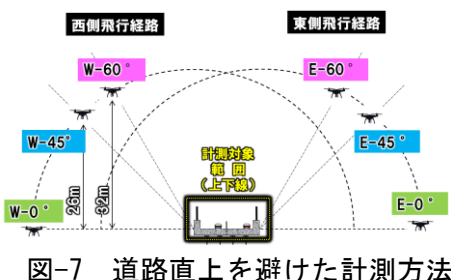 西側飛行経路
東側飛行経路
W-60°
E-60°
W-45°
E-45°
計測対象
範囲
(上下線)
W-0°
26m
32m
E-0°
図-7 道路直上を避けた計測方法